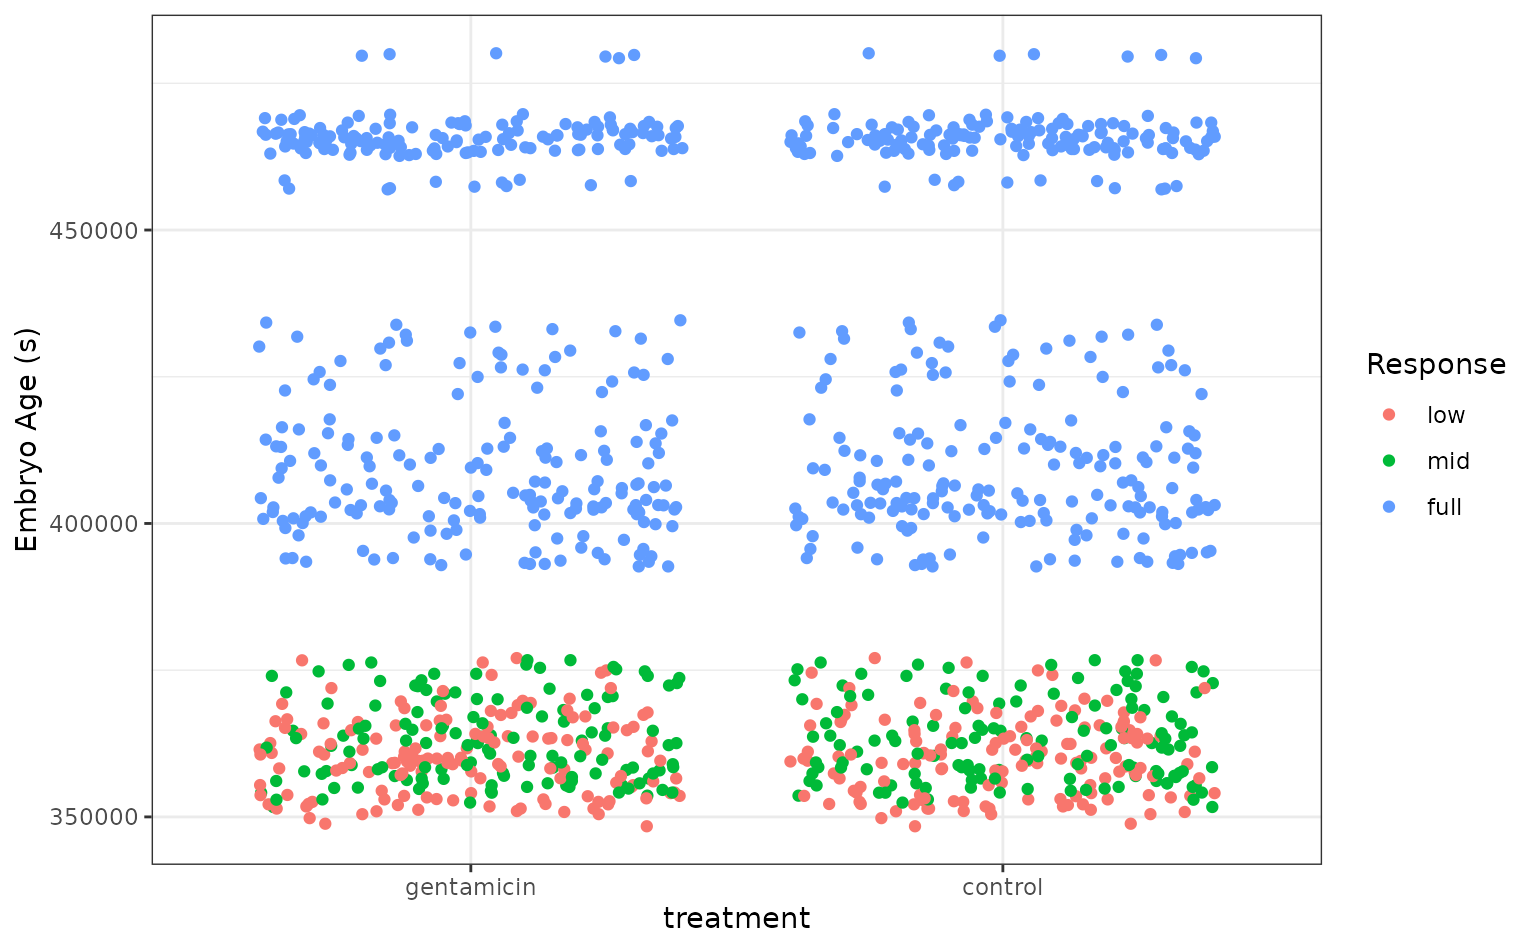 450000
400000
350000
Embryo Age (s)
gentamicin
control
treatment
Response
low
mid
full